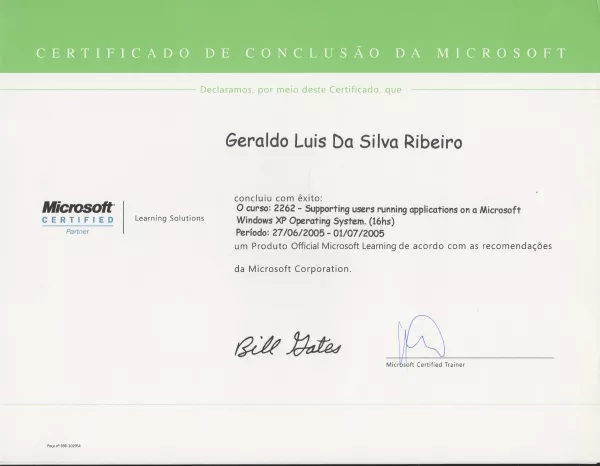 CERTIFICADO DE CONCLUSÃO DA MICROSOFT
Declaramos, por meio deste Certificado, que
Geraldo Luis Da Silva Ribeiro
concluiu com êxito:
O curso: 2262 - Supporting users running applications on a Microsoft
Windows XP Operating System. (16hs)
Período: 27/06/2005 - 01/07/2005
um Produto Official Microsoft Learning de acordo com as recomendações
da Microsoft Corporation.
Microsoft
CERTIFIED
Partner
Learning Solutions
Bill Gates
Microsoft Certified Trainer